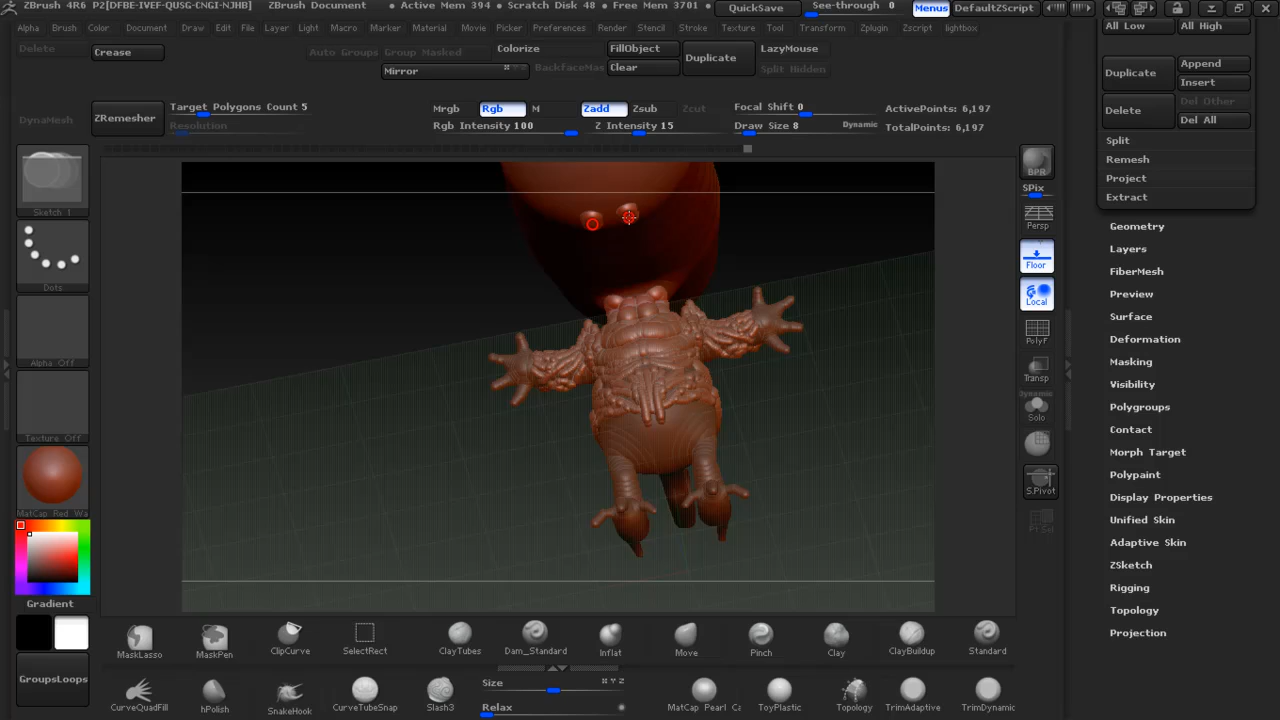 ZBrush 4R6 P2[DFBE-IVEF-QUSG-CNGI-NJHB] ZBrush Document • Active Mem 394 • Scratch Disk 48 • Free Mem 3701 • QuickSave See-through 0 Menus DefaultZScript
Alpha Brush Color Document Draw Edit File Layer Light Macro Marker Material Movie Picker Preferences Render Stencil Stroke Texture Tool Transform Zplugin Zscript lightbox
Delete Crease Auto Groups Group Masked Colorize FillObject Duplicate LazyMouse
Mirror BackfaceMas Clear Split Hidden
DynaMesh ZRemesher Target Polygons Count 5 Mrgb Rgb M Zadd Zsub Zcut Focal Shift 0 ActivePoints: 6,197
Resolution Rgb Intensity 100 Z Intensity 15 Draw Size 8 Dynamic TotalPoints: 6,197
All Low All High
Duplicate Append
Insert
Delete Del Other
Del All
Split
Remesh
Project
Extract
Geometry
Layers
FiberMesh
Preview
Surface
Deformation
Masking
Visibility
Polygroups
Contact
Morph Target
Polypaint
Display Properties
Unified Skin
Adaptive Skin
ZSketch
Rigging
Topology
Projection
Sketch 1
Dots
Alpha Off
Texture Off
MatCap Red Wa
Gradient
GroupsLoops
BPR
SPix
Persp
Floor
Local
PolyF
Transp
Dynamic
Solo
S.Pivot
MaskLasso MaskPen ClipCurve SelectRect ClayTubes Dam_Standard Inflat Move Pinch Clay ClayBuildup Standard
CurveQuadFill hPolish SnakeHook CurveTubeSnap Slash3 Size Relax MatCap Pearl Ca ToyPlastic Topology TrimAdaptive TrimDynamic